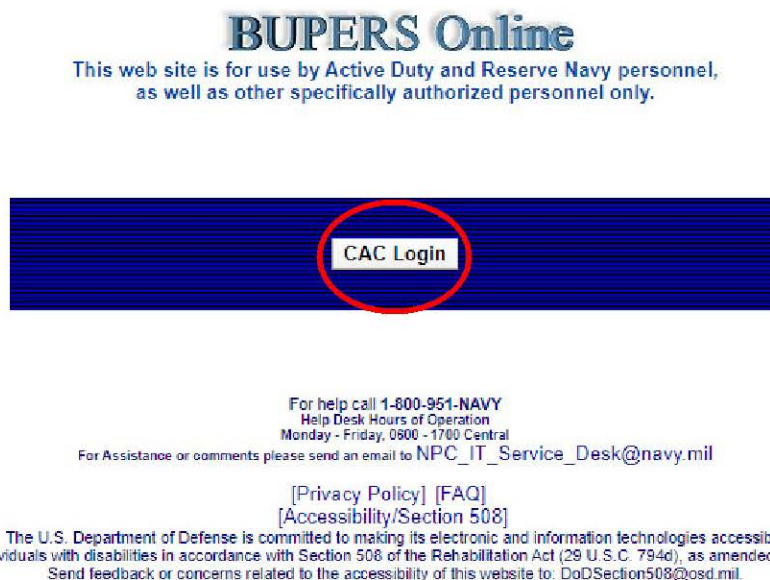 BUPERS Online
This web site is for use by Active Duty and Reserve Navy personnel,
as well as other specifically authorized personnel only.
CAC Login
For help call 1-800-951-NAVY
Help Desk Hours of Operation
Monday - Friday, 0600 - 1700 Central
For Assistance or comments please send an email to NPC_IT_Service_Desk@navy.mil
[Privacy Policy] [FAQ]
[Accessibility/Section 508]
The U.S. Department of Defense is committed to making its electronic and information technologies accessib
viduals with disabilities in accordance with Section 508 of the Rehabilitation Act (29 U.S.C. 794d), as amended
Send feedback or concerns related to the accessibility of this website to: DoDSection508@osd.mil.